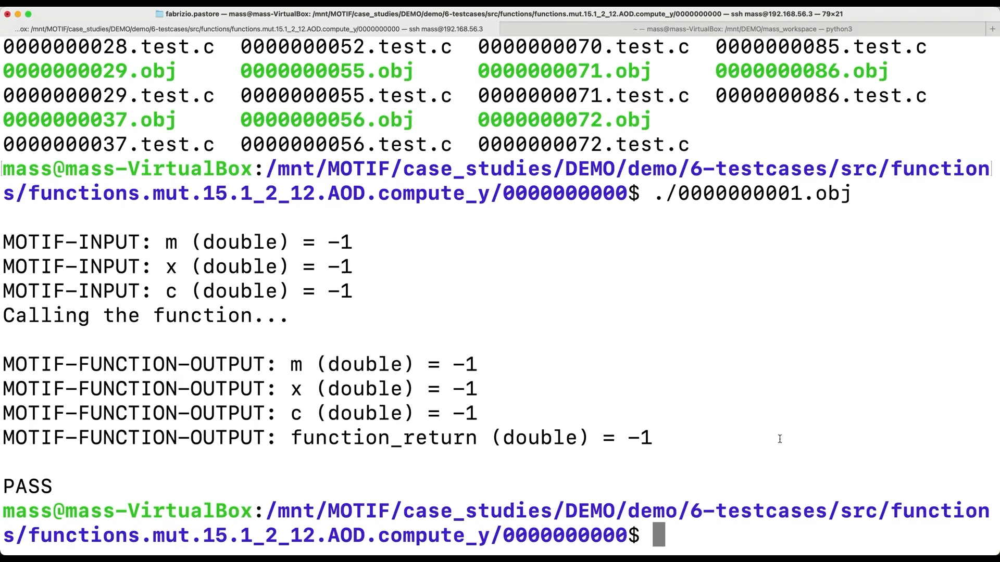 fabrizio.pastore — mass@mass-VirtualBox: /mnt/MOTIF/case_studies/DEMO/demo/6-testcases/src/functions/functions.mut.15.1_2_12.AOD.compute_y/0000000000 — ssh mass@192.168.56.3 — 79×21
...ox: /mnt/MOTIF/case_studies/DEMO/demo/6-testcases/src/functions/functions.mut.15.1_2_12.AOD.compute_y/0000000000 — ssh mass@192.168.56.3
~ — mass@mass-VirtualBox: /mnt/DEMO/mass_workspace — python3 +
0000000028.test.c 0000000052.test.c 0000000070.test.c 0000000085.test.c
0000000029.obj 0000000055.obj 0000000071.obj 0000000086.obj
0000000029.test.c 0000000055.test.c 0000000071.test.c 0000000086.test.c
0000000037.obj 0000000056.obj 0000000072.obj
0000000037.test.c 0000000056.test.c 0000000072.test.c
mass@mass-VirtualBox:/mnt/MOTIF/case_studies/DEMO/demo/6-testcases/src/function
s/functions.mut.15.1_2_12.AOD.compute_y/0000000000$ ./0000000001.obj
MOTIF-INPUT: m (double) = -1
MOTIF-INPUT: x (double) = -1
MOTIF-INPUT: c (double) = -1
Calling the function...
MOTIF-FUNCTION-OUTPUT: m (double) = -1
MOTIF-FUNCTION-OUTPUT: x (double) = -1
MOTIF-FUNCTION-OUTPUT: c (double) = -1
MOTIF-FUNCTION-OUTPUT: function_return (double) = -1
PASS
mass@mass-VirtualBox:/mnt/MOTIF/case_studies/DEMO/demo/6-testcases/src/function
s/functions.mut.15.1_2_12.AOD.compute_y/0000000000$